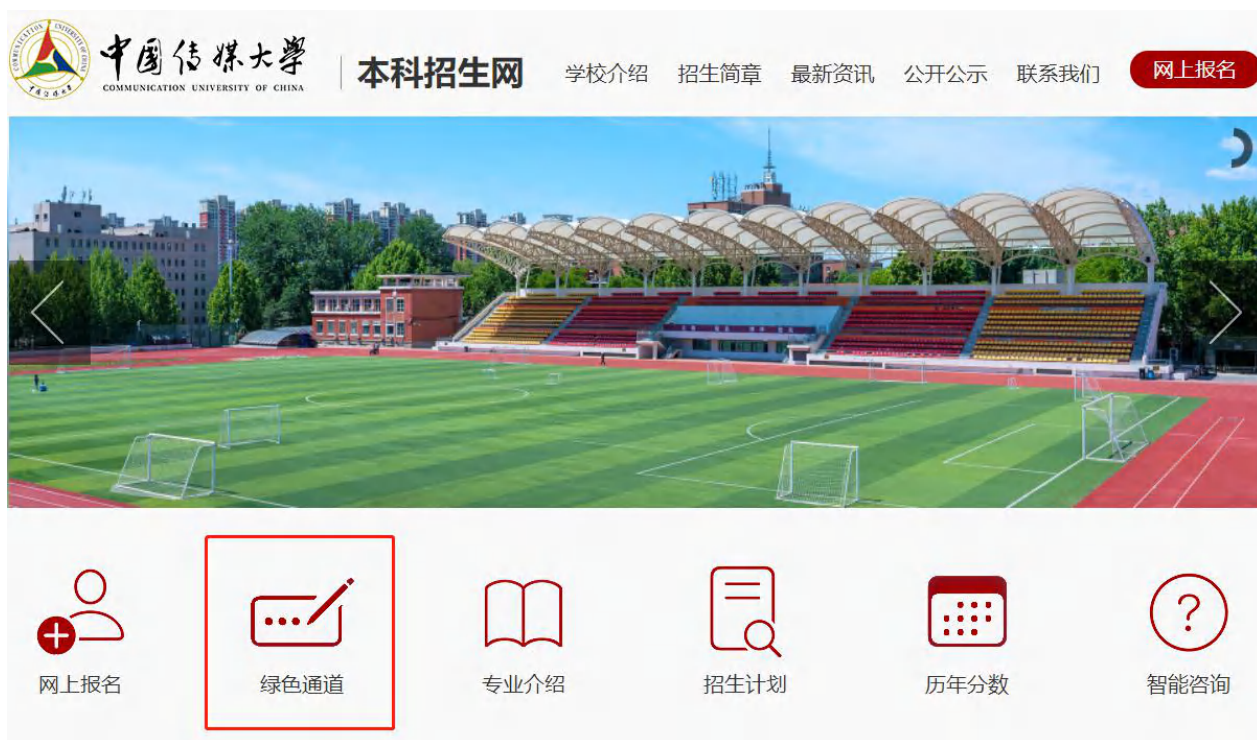 中国传媒大学
COMMUNICATION UNIVERSITY OF CHINA
本科招生网
学校介绍 招生简章 最新资讯 公开公示 联系我们 网上报名
网上报名 绿色通道 专业介绍 招生计划 历年分数 智能咨询